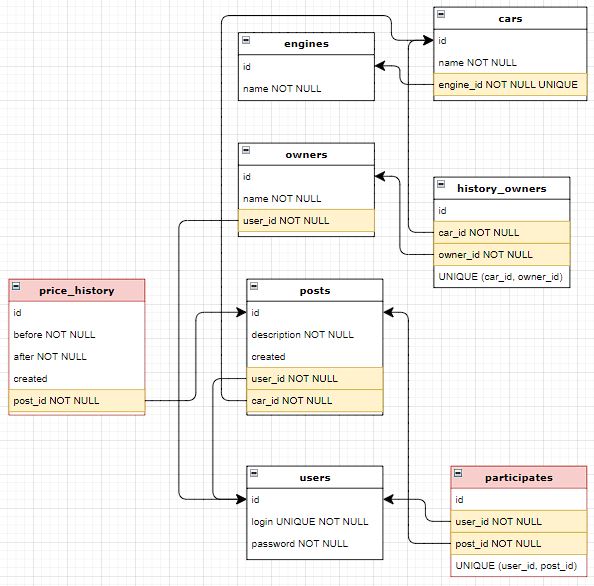 cars
id
name NOT NULL
engine_id NOT NULL UNIQUE
engines
id
name NOT NULL
owners
id
name NOT NULL
user_id NOT NULL
history_owners
id
car_id NOT NULL
owner_id NOT NULL
UNIQUE (car_id, owner_id)
price_history
id
before NOT NULL
after NOT NULL
created
post_id NOT NULL
posts
id
description NOT NULL
created
user_id NOT NULL
car_id NOT NULL
users
id
login UNIQUE NOT NULL
password NOT NULL
participates
id
user_id NOT NULL
post_id NOT NULL
UNIQUE (user_id, post_id)